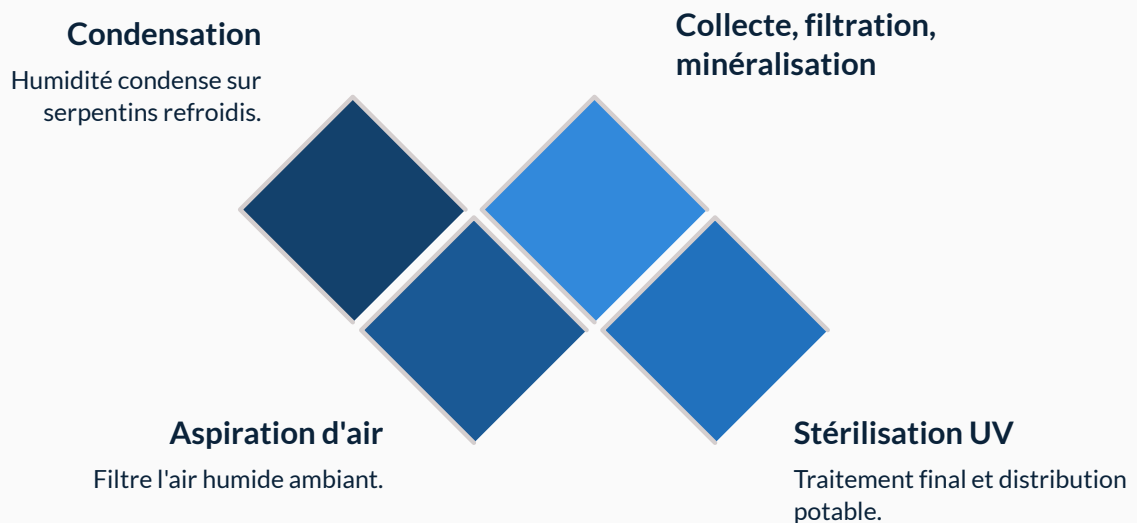 Condensation
Humidité condense sur
serpentins refroidis.
Collecte, filtration,
minéralisation
Aspiration d'air
Filtre l'air humide ambiant.
Stérilisation UV
Traitement final et distribution
potable.